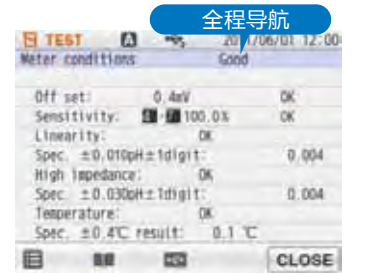 全程导航
TEST A 06/01 12:00
Meter conditions Good
Off set: 0.4mV OK
Sensitivity: 100.0% OK
Linearity: OK
Spec. ±0.010pH±1digit: 0.004
High impedance: OK
Spec. ±0.030pH±1digit: 0.004
Temperature: OK
Spec. ±0.4℃ result: 0.1 ℃
CLOSE